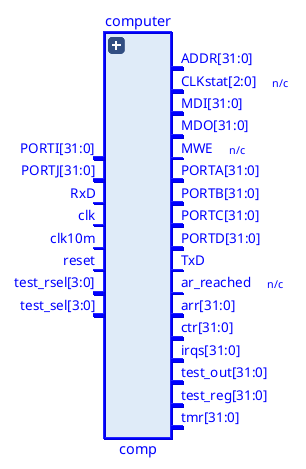 computer
ADDR[31:0]
CLKstat[2:0] n/c
MDI[31:0]
MDO[31:0]
PORTI[31:0] MWE n/c
PORTJ[31:0] PORTA[31:0]
RxD PORTB[31:0]
clk PORTC[31:0]
clk10m PORTD[31:0]
reset TxD
test_rsel[3:0] ar_reached n/c
test_sel[3:0] arr[31:0]
ctr[31:0]
irqs[31:0]
test_out[31:0]
test_reg[31:0]
tmr[31:0]
comp